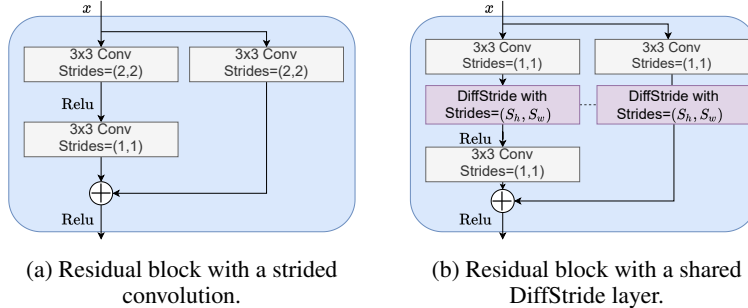 x
3x3 Conv
Strides=(2,2)
3x3 Conv
Strides=(2,2)
Relu
3x3 Conv
Strides=(1,1)
Relu
(a) Residual block with a strided
convolution.
x
3x3 Conv
Strides=(1,1)
3x3 Conv
Strides=(1,1)
DiffStride with
Strides=(S_h, S_w)
DiffStride with
Strides=(S_h, S_w)
Relu
3x3 Conv
Strides=(1,1)
Relu
(b) Residual block with a shared
DiffStride layer.